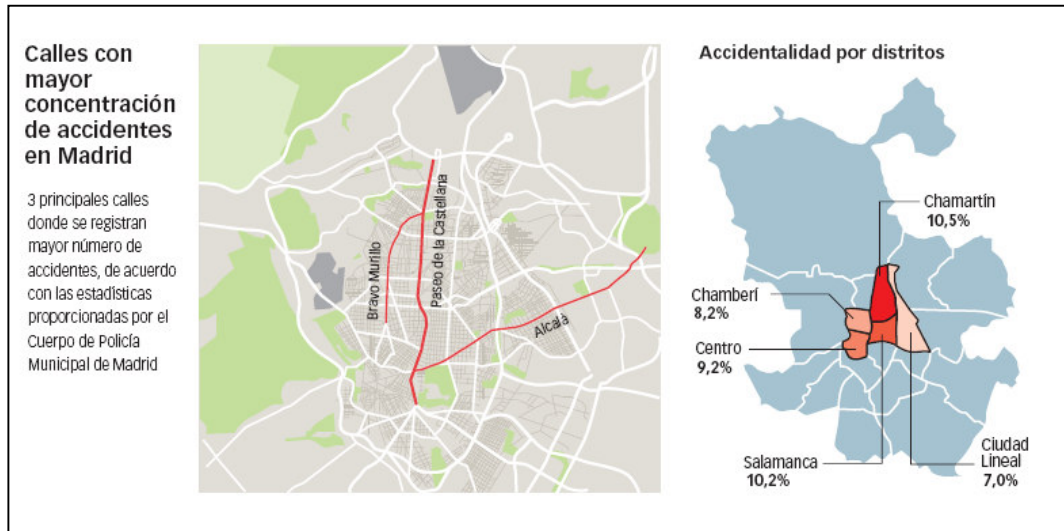 Calles con
mayor
concentración
de accidentes
en Madrid
3 principales calles
donde se registran
mayor número de
accidentes, de acuerdo
con las estadísticas
proporcionadas por el
Cuerpo de Policía
Municipal de Madrid
Bravo Murillo
Paseo de la Castellana
Alcalà
Accidentalidad por distritos
Chamartín
10,5%
Chamberí
8,2%
Centro
9,2%
Salamanca
10,2%
Ciudad
Lineal
7,0%